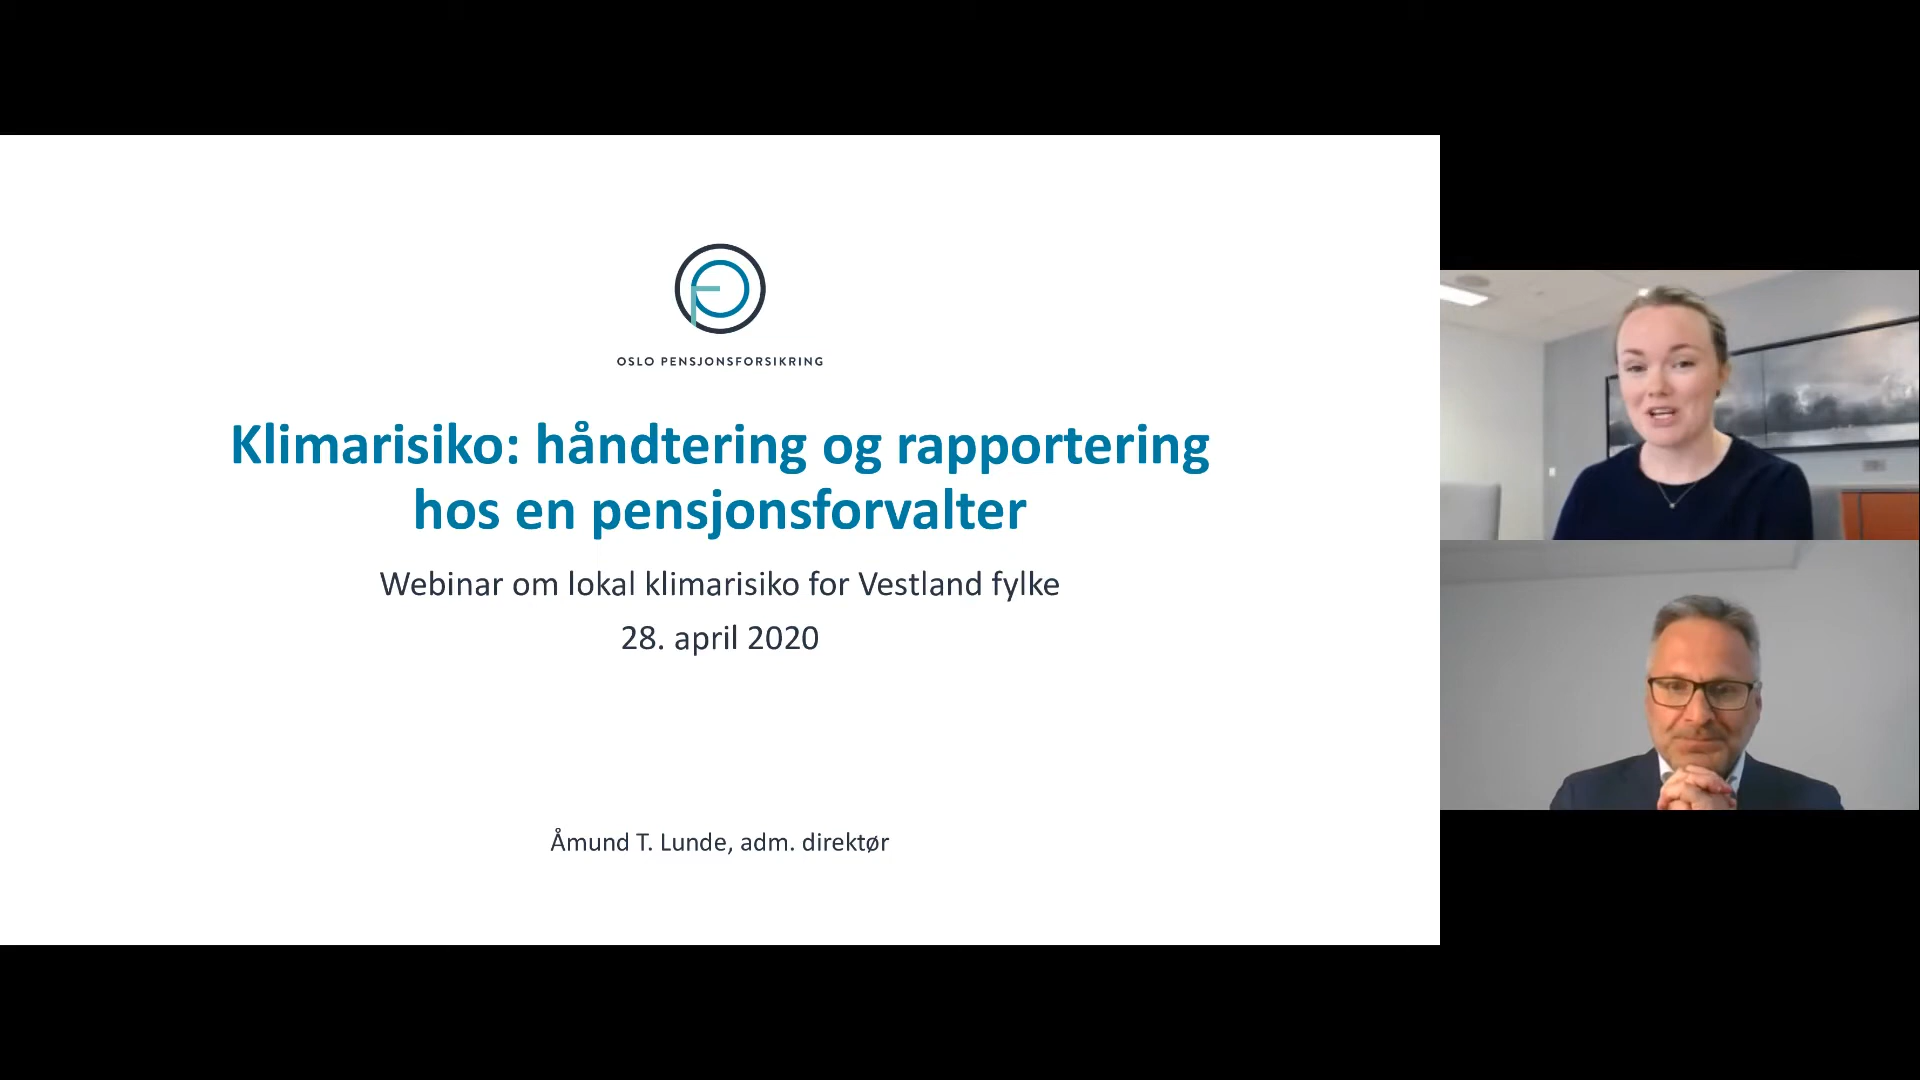 OSLO PENSJONSFORSIKRING
Klimarisiko: håndtering og rapportering
hos en pensjonsforvalter
Webinar om lokal klimarisiko for Vestland fylke
28. april 2020
Åmund T. Lunde, adm. direktør